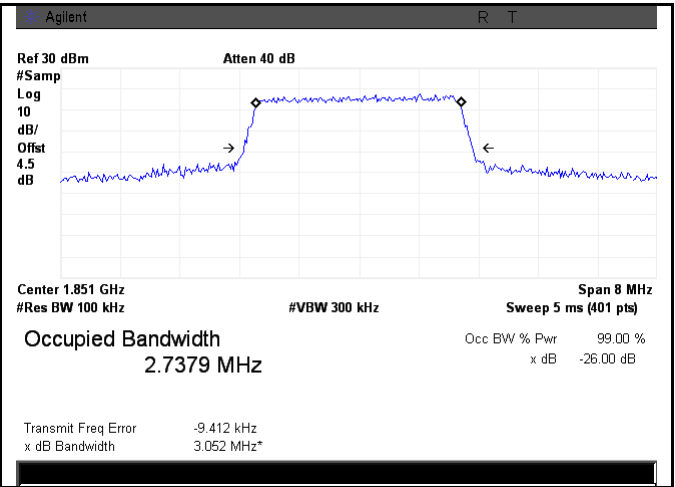 Agilent R T
Ref 30 dBm Atten 40 dB
#Samp
Log
10
dB/
Offst
4.5
dB
Center 1.851 GHz Span 8 MHz
#Res BW 100 kHz #VBW 300 kHz Sweep 5 ms (401 pts)
Occupied Bandwidth Occ BW % Pwr 99.00 %
2.7379 MHz x dB -26.00 dB
Transmit Freq Error -9.412 kHz
x dB Bandwidth 3.052 MHz*